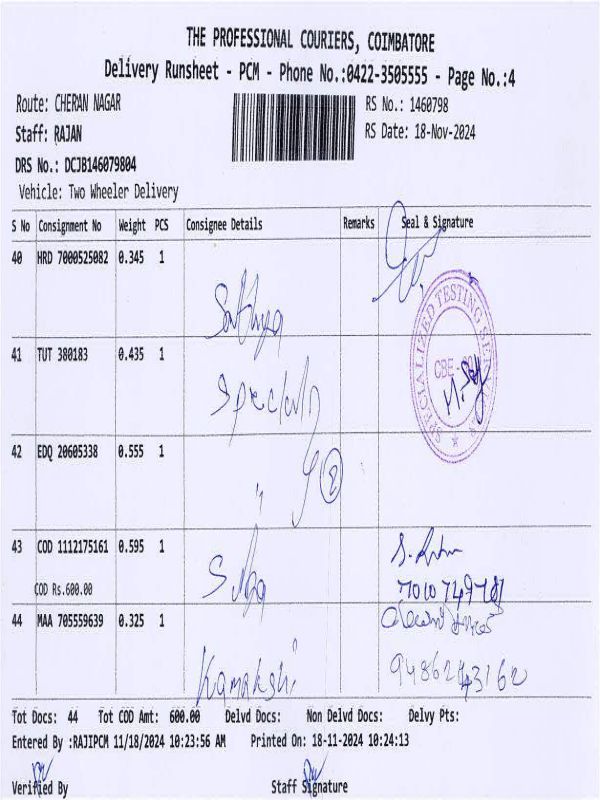 THE PROFESSIONAL COURIERS, COIMBATORE
Delivery Runsheet - PCM - Phone No.:0422-3505555 - Page No.:4
Route: CHERAN NAGAR
RS No.: 1460798
Staff: RAJAN
RS Date: 18-Nov-2024
DRS No.: DCJB146079804
Vehicle: Two Wheeler Delivery
S No Consignment No Weight PCS Consignee Details Remarks Seal & Signature
40 HRD 7000525082 0.345 1
Sathya
SPECIALIZED TESTING
CBE
41 TUT 380183 0.435 1
42 EDQ 20605338 0.555 1
2
43 COD 1112175161 0.595 1
COD Rs.600.00
44 MAA 705559639 0.325 1
Kamakshi
Tot Docs: 44 Tot COD Amt: 600.00 Delvd Docs: Non Delvd Docs: Delvy Pts:
Entered By :RAJIPCM 11/18/2024 10:23:56 AM Printed On: 18-11-2024 10:24:13
Verified By Staff Signature